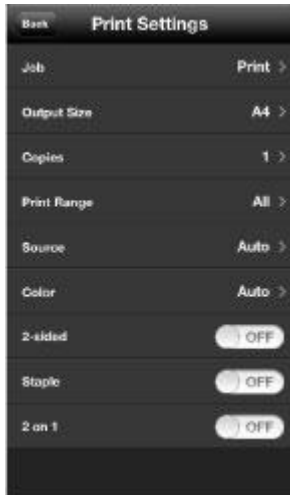 Back Print Settings
Job Print
Output Size A4
Copies 1
Print Range All
Source Auto
Color Auto
2-sided OFF
Staple OFF
2 on 1 OFF